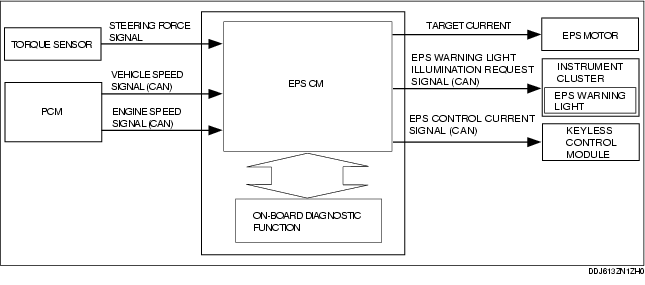 STEERING FORCE
SIGNAL
TORQUE SENSOR
VEHICLE SPEED
SIGNAL (CAN)
PCM
ENGINE SPEED
SIGNAL (CAN)
EPS CM
ON-BOARD DIAGNOSTIC
FUNCTION
TARGET CURRENT
EPS MOTOR
EPS WARNING LIGHT
ILLUMINATION REQUEST
SIGNAL (CAN)
INSTRUMENT
CLUSTER
EPS WARNING
LIGHT
EPS CONTROL CURRENT
SIGNAL (CAN)
KEYLESS
CONTROL
MODULE
DDJ613ZN1ZH0